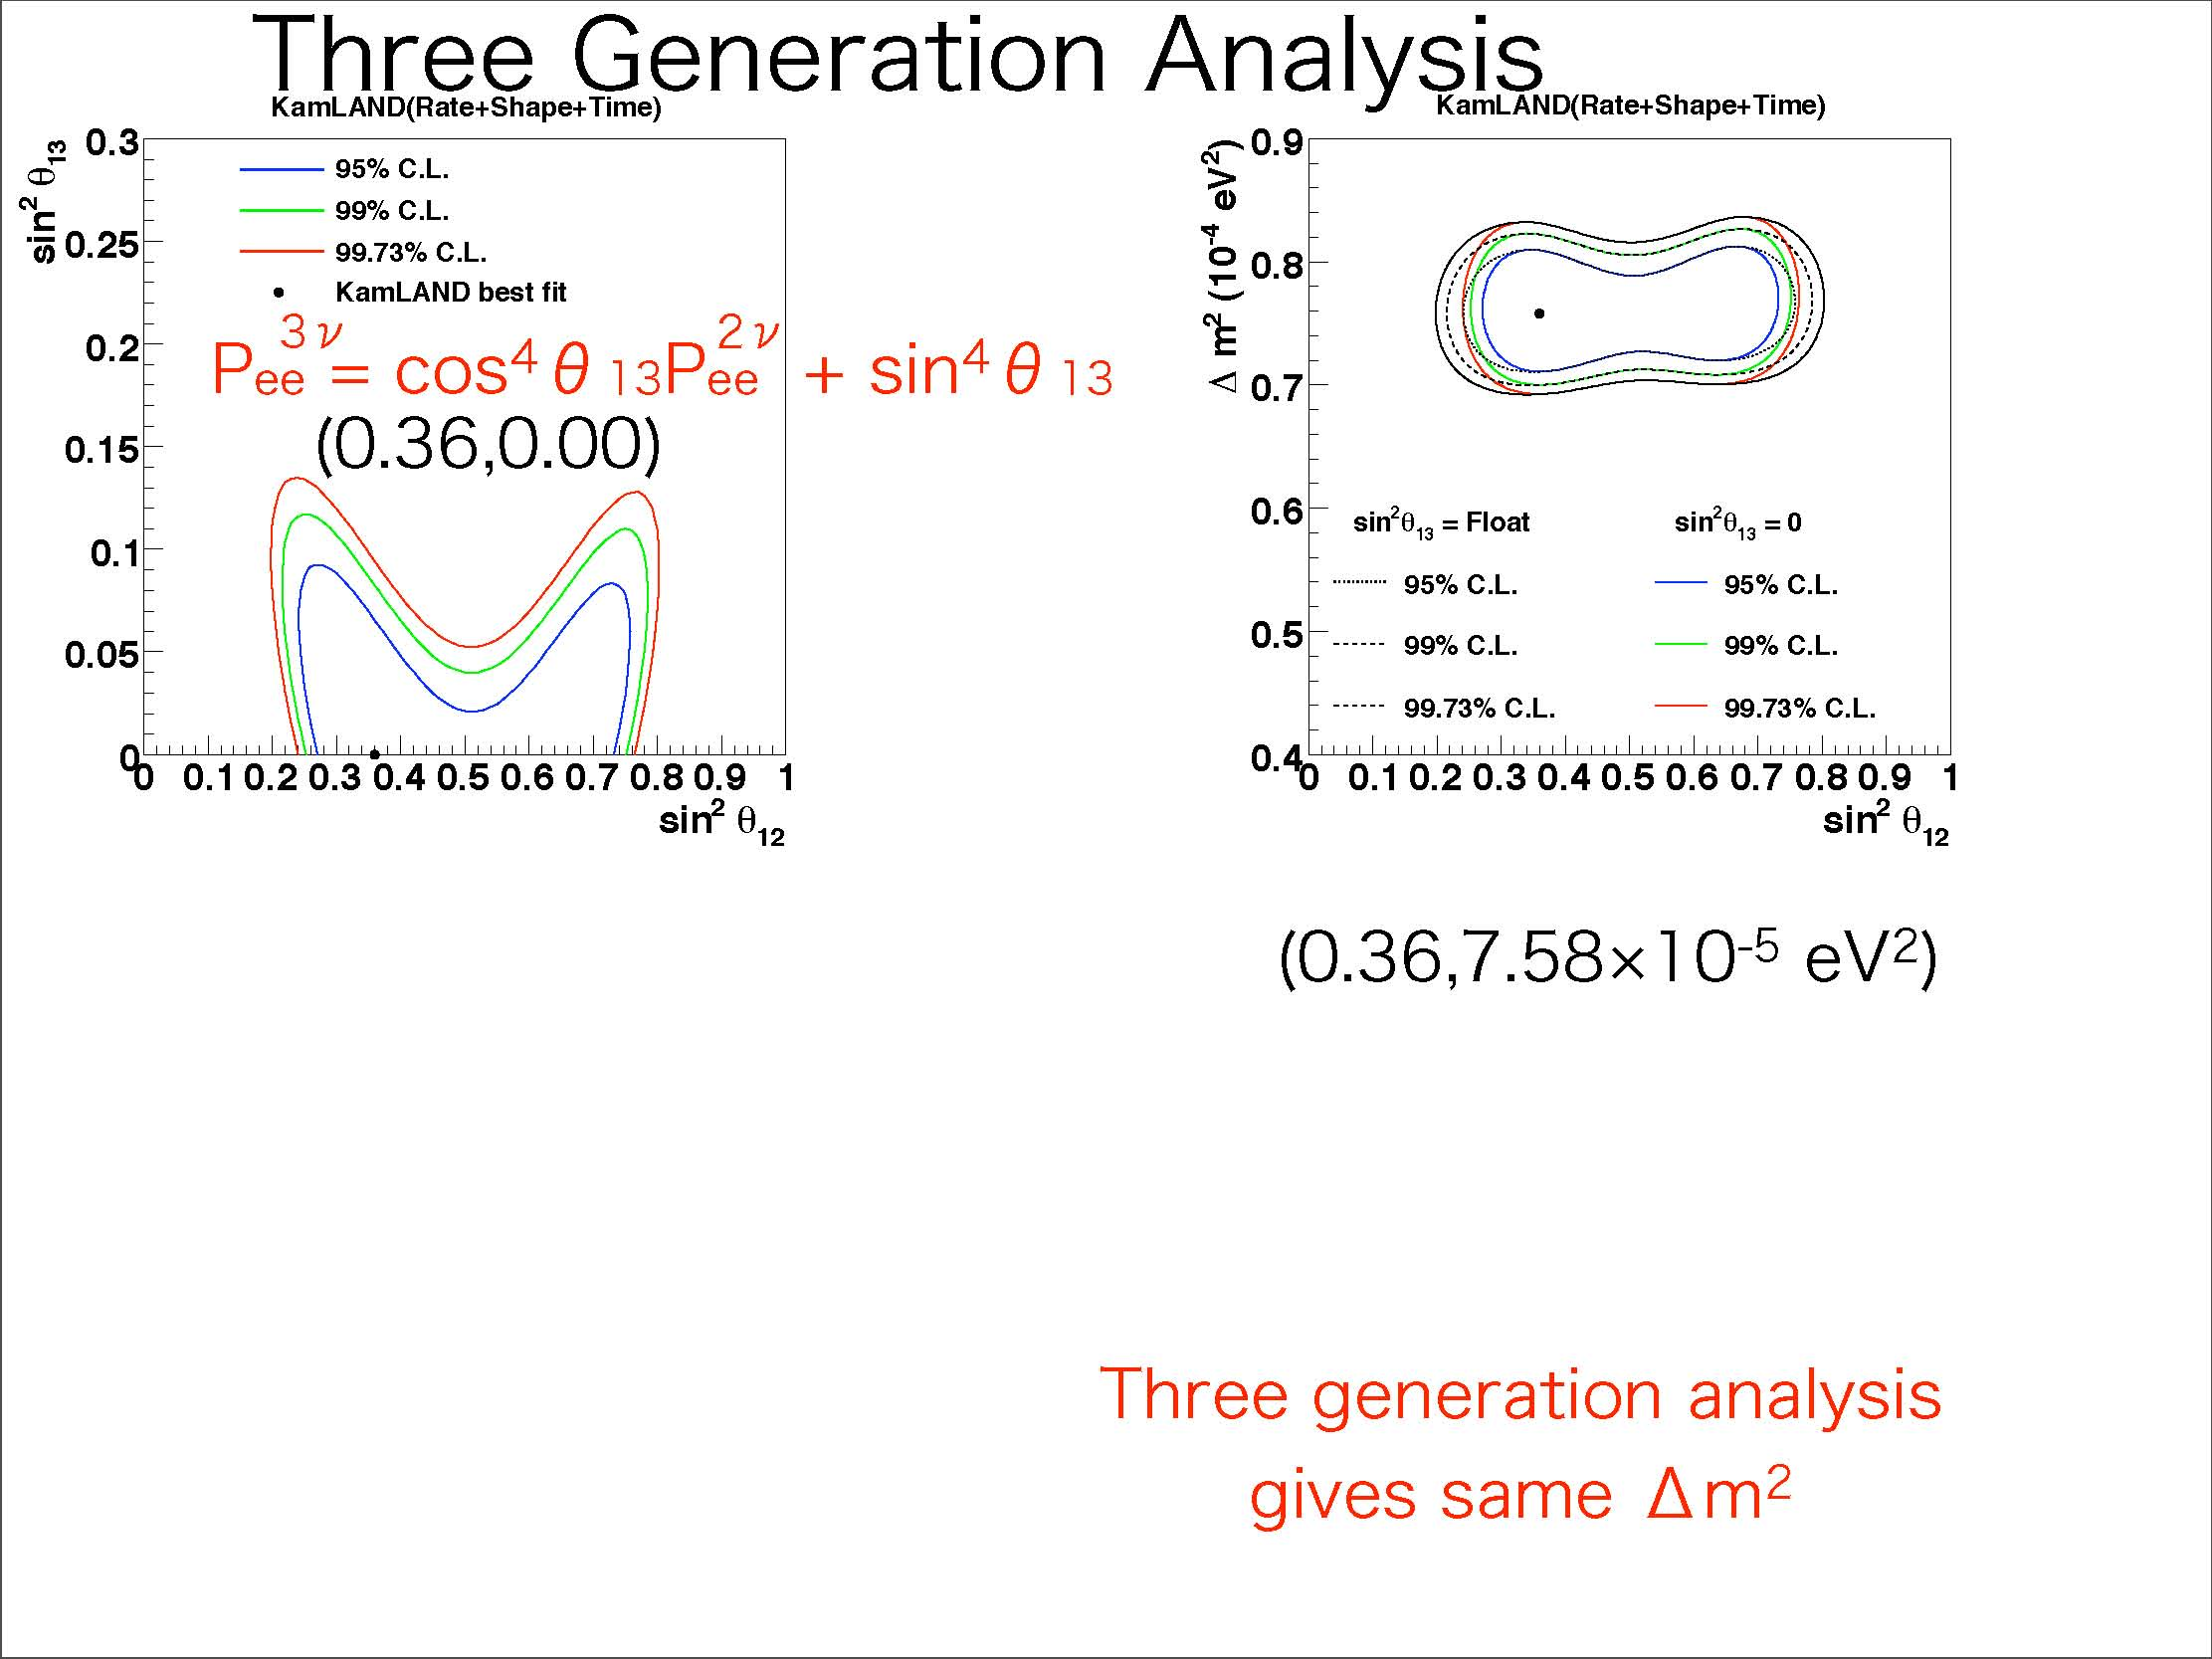 Three Generation Analysis
KamLAND(Rate+Shape+Time)
sin² θ₁₃
0.3
0.25
0.2
0.15
0.1
0.05
0
95% C.L.
99% C.L.
99.73% C.L.
KamLAND best fit
Pee³ᵛ = cos⁴ θ ₁₃Pee²ᵛ + sin⁴ θ ₁₃
(0.36,0.00)
0 0.1 0.2 0.3 0.4 0.5 0.6 0.7 0.8 0.9 1
sin² θ₁₂
KamLAND(Rate+Shape+Time)
Δ m² (10⁻⁴ eV²)
0.9
0.8
0.7
0.6
0.5
0.4
sin²θ₁₃ = Float sin²θ₁₃ = 0
95% C.L. 95% C.L.
99% C.L. 99% C.L.
99.73% C.L. 99.73% C.L.
0 0.1 0.2 0.3 0.4 0.5 0.6 0.7 0.8 0.9 1
sin² θ₁₂
(0.36,7.58×10⁻⁵ eV²)
Three generation analysis
gives same Δm²